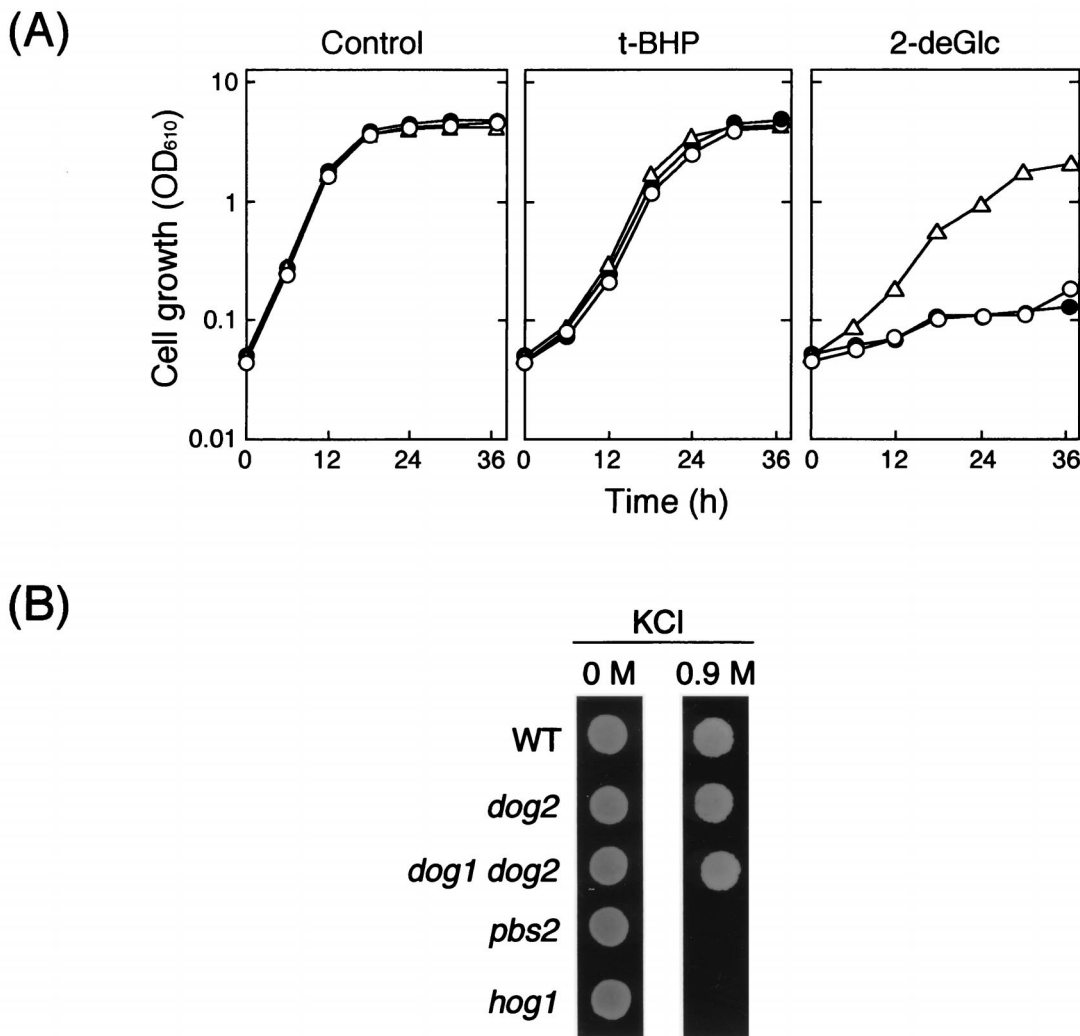 (A)
Control t-BHP 2-deGlc
Cell growth (OD₆₁₀)
10
1
0.1
0.01
0 12 24 36 0 12 24 36 0 12 24 36
Time (h)
(B)
KCl
0 M 0.9 M
WT
dog2
dog1 dog2
pbs2
hog1